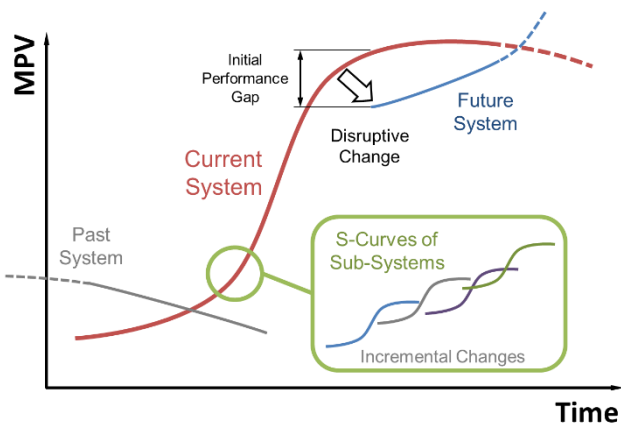 MPV
Initial
Performance
Gap
Future
System
Disruptive
Change
Current
System
Past
System
S-Curves of
Sub-Systems
Incremental Changes
Time